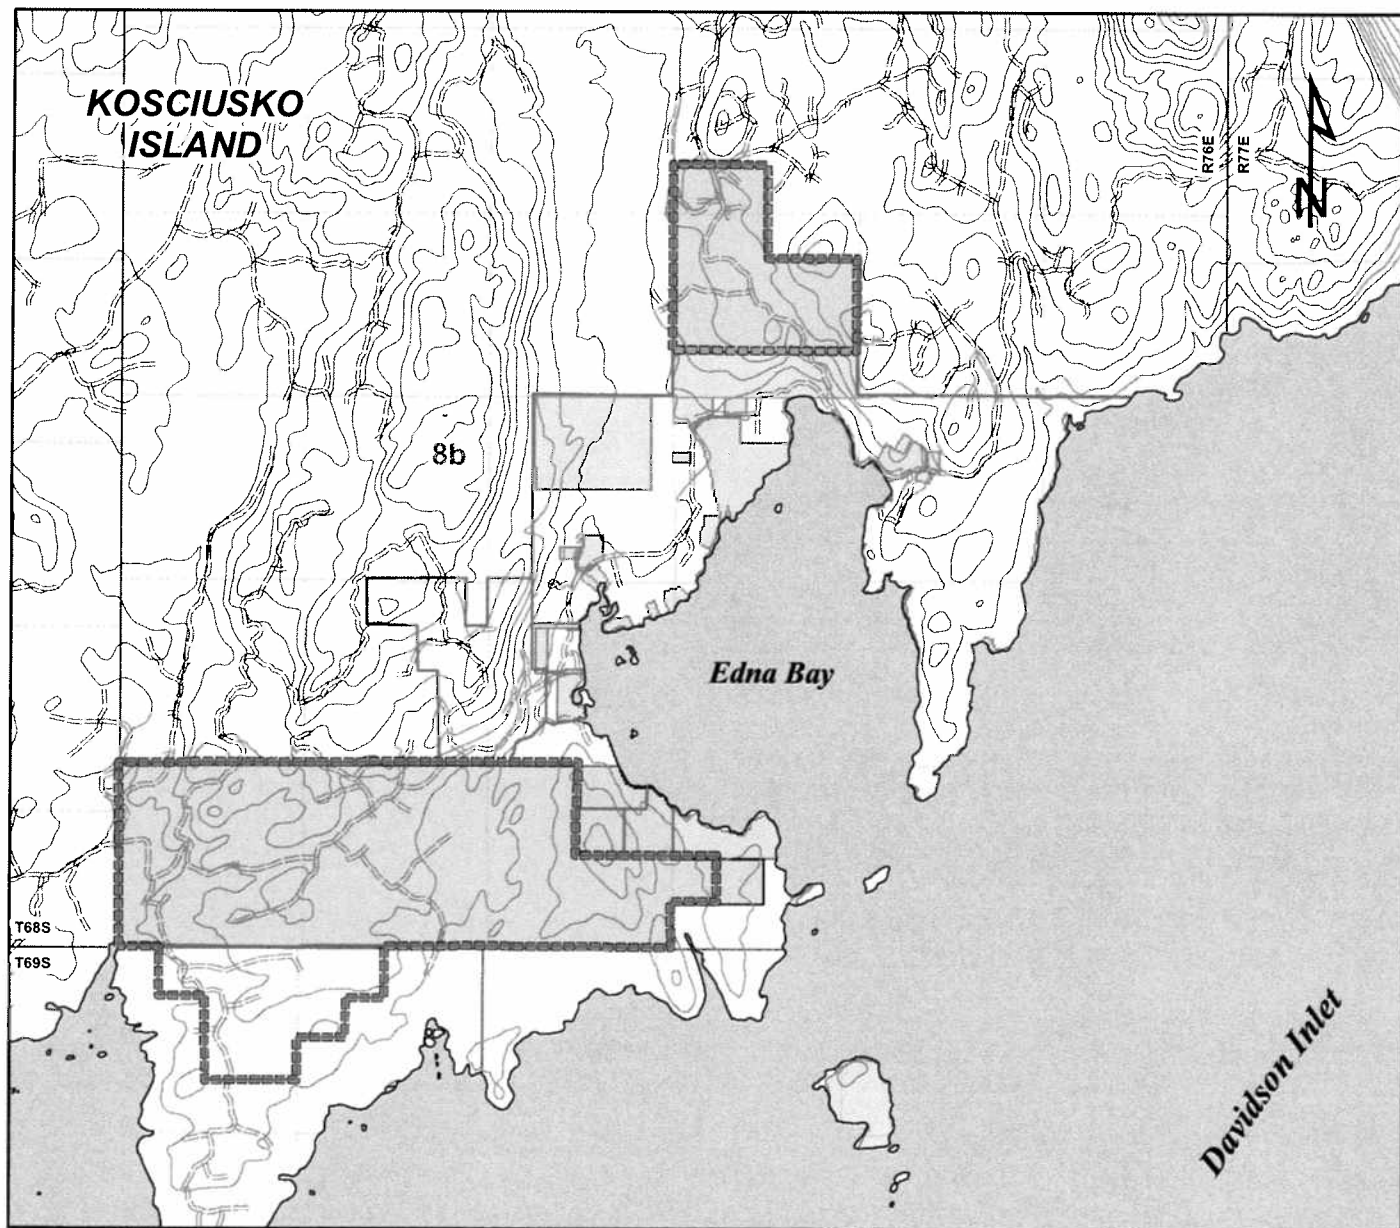 KOSCIUSKO
ISLAND
R76E
R77E
N
8b
Edna Bay
T68S
T69S
Davidson Inlet